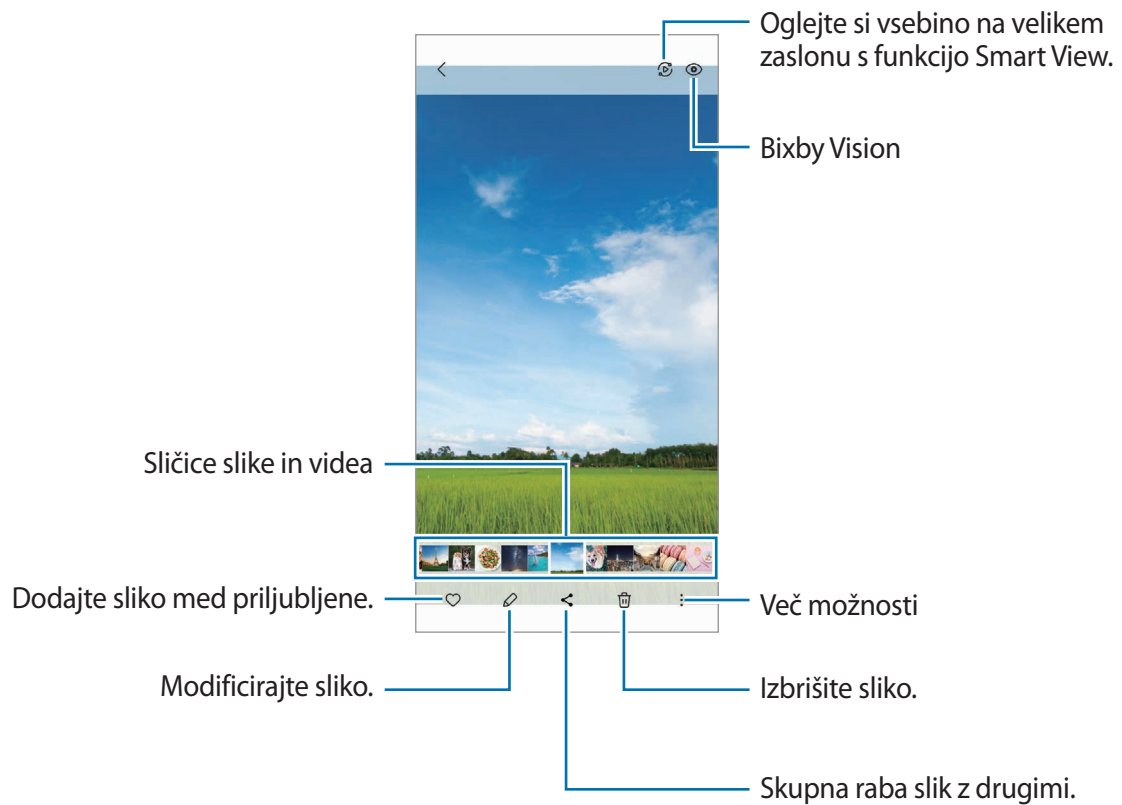 Oglejte si vsebino na velikem
zaslonu s funkcijo Smart View.
Bixby Vision
Sličice slike in videa
Dodajte sliko med priljubljene.
Več možnosti
Modificirajte sliko.
Izbrišite sliko.
Skupna raba slik z drugimi.